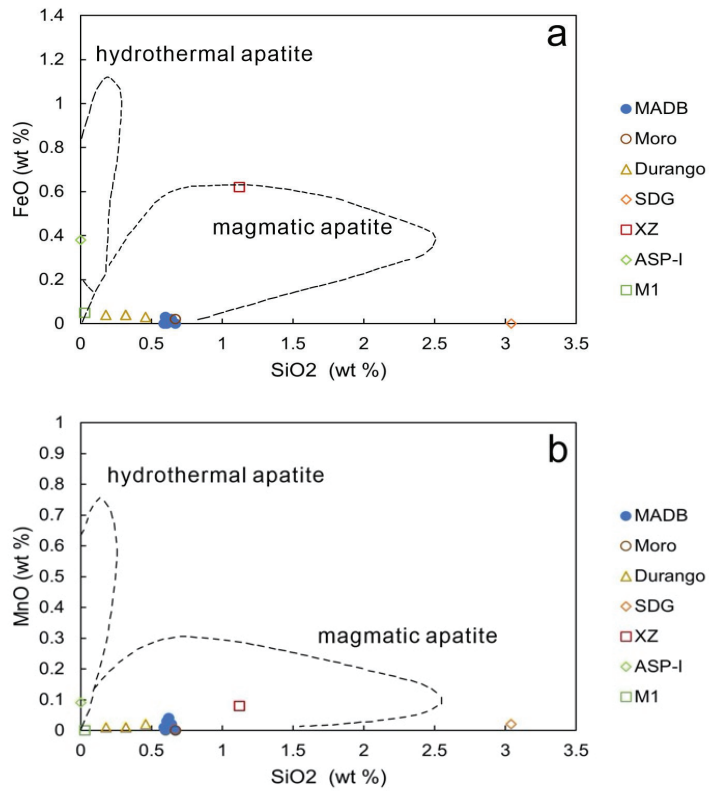 a
1.4
1.2
1
0.8
0.6
0.4
0.2
0
FeO (wt %)
hydrothermal apatite
magmatic apatite
0 0.5 1 1.5 2 2.5 3 3.5
SiO2 (wt %)
MADB
Moro
Durango
SDG
XZ
ASP-I
M1
b
1
0.9
0.8
0.7
0.6
0.5
0.4
0.3
0.2
0.1
0
MnO (wt %)
hydrothermal apatite
magmatic apatite
0 0.5 1 1.5 2 2.5 3 3.5
SiO2 (wt %)
MADB
Moro
Durango
SDG
XZ
ASP-I
M1